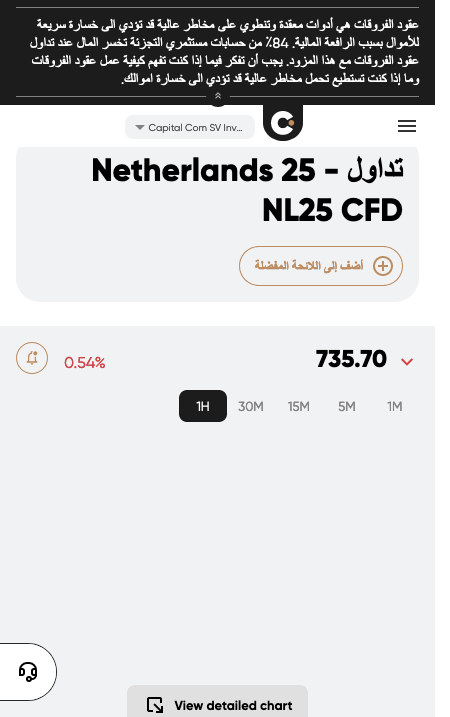 عقود الفروقات هي أدوات معقدة وتنطوي على مخاطر عالية قد تؤدي الى خسارة سريعة
للأموال بسبب الرافعة المالية. 84٪ من حسابات مستثمري التجزئة تخسر المال عند تداول
عقود الفروقات مع هذا المزود. يجب أن تفكر فيما إذا كنت تفهم كيفية عمل عقود الفروقات
وما إذا كنت تستطيع تحمل مخاطر عالية قد تؤدي الى خسارة اموالك.
Capital Com SV Inv...
تداول - Netherlands 25
NL25 CFD
أضف إلى اللائحة المفضلة
735.70
0.54%
1H 30M 15M 5M 1M
View detailed chart